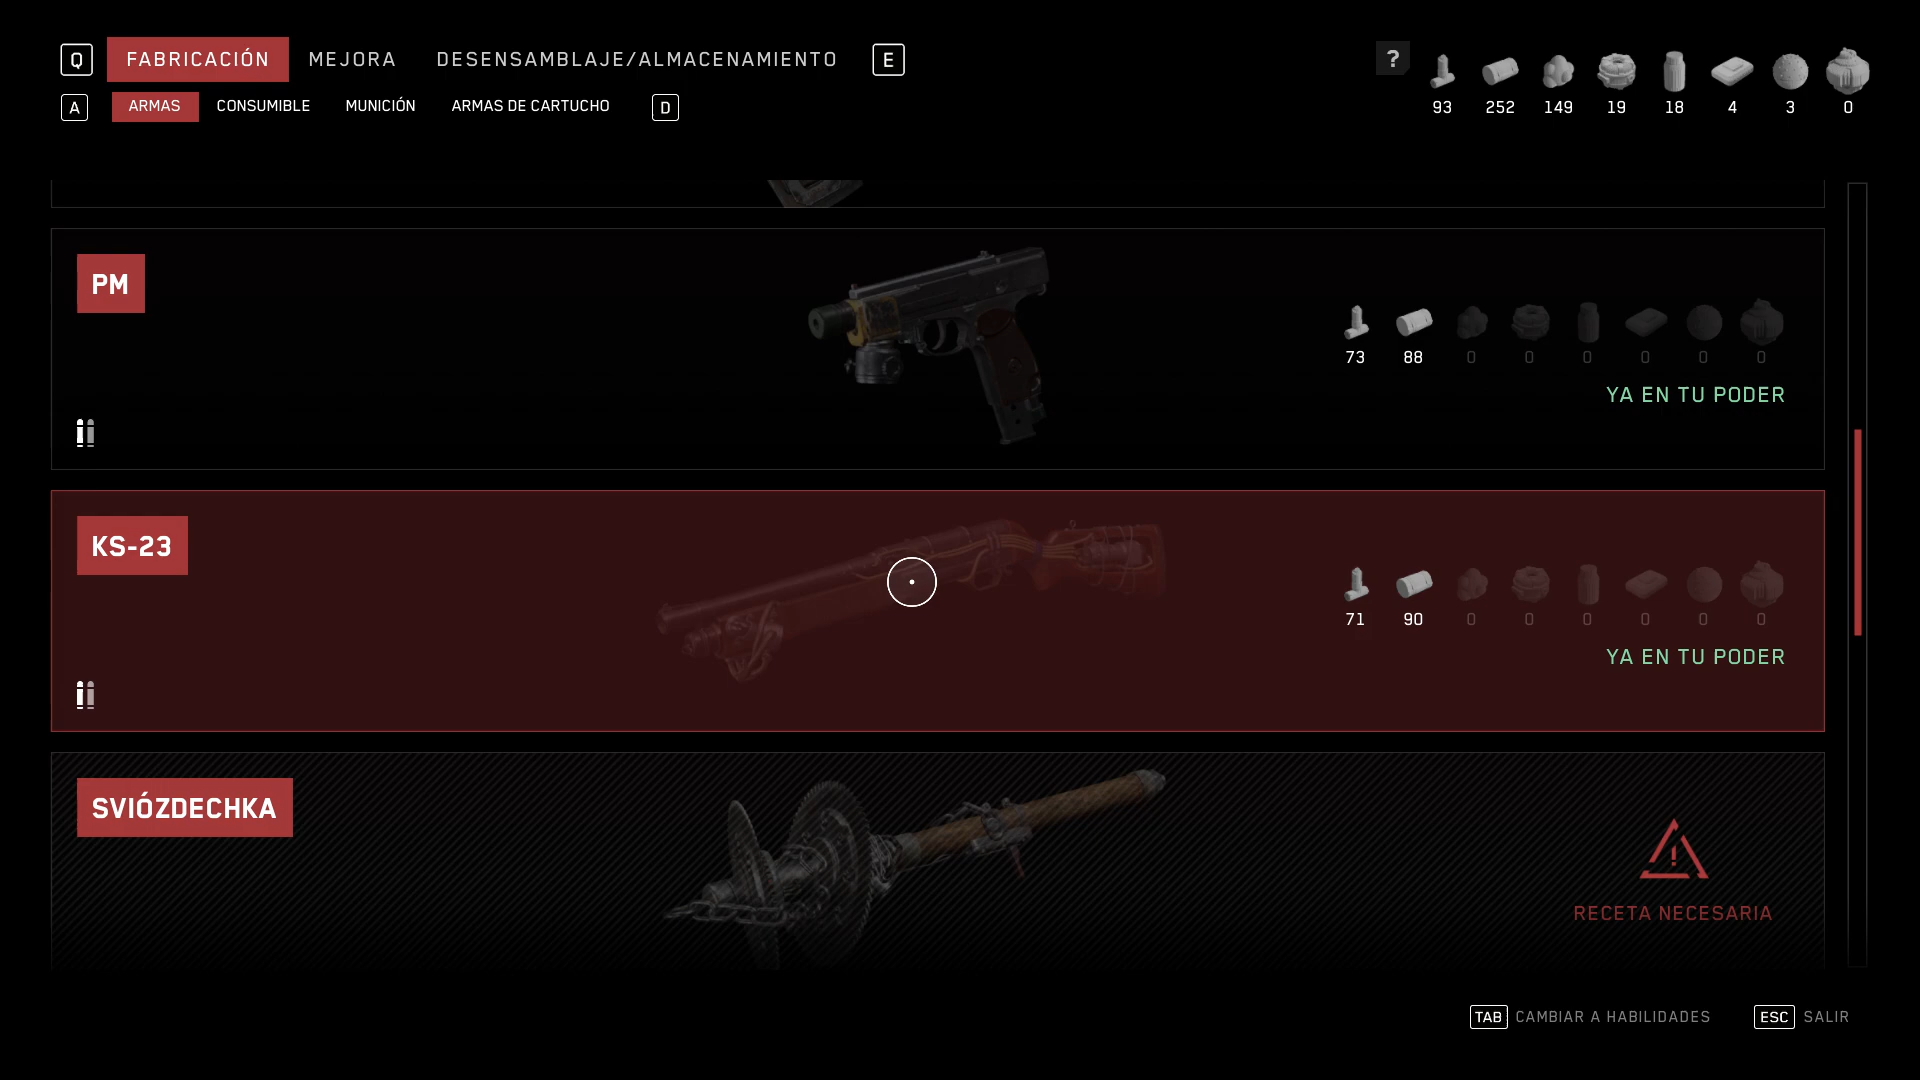 Q FABRICACIÓN MEJORA DESENSAMBLAJE/ALMACENAMIENTO E
A ARMAS CONSUMIBLE MUNICIÓN ARMAS DE CARTUCHO D
?
93 252 149 19 18 4 3 0
PM
73 88 0 0 0 0 0 0
YA EN TU PODER
KS-23
71 90 0 0 0 0 0 0
YA EN TU PODER
SVIÓZDECHKA
RECETA NECESARIA
TAB CAMBIAR A HABILIDADES ESC SALIR